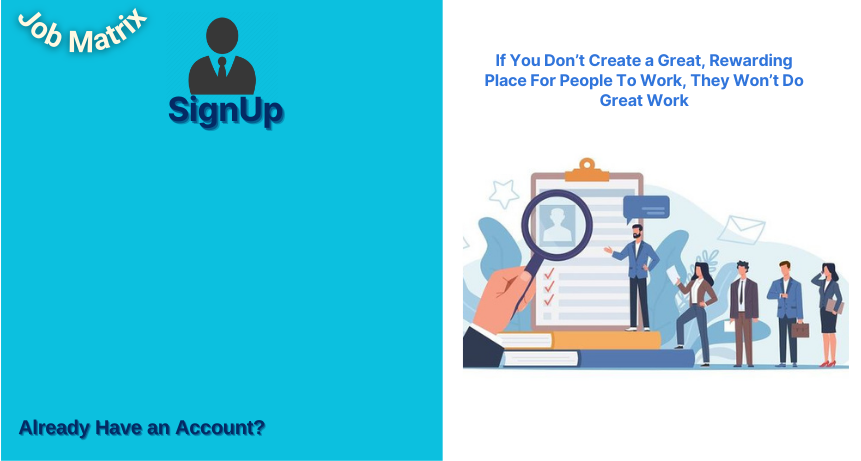 Job Matrix
SignUp
Already Have an Account?
If You Don’t Create a Great, Rewarding
Place For People To Work, They Won’t Do
Great Work